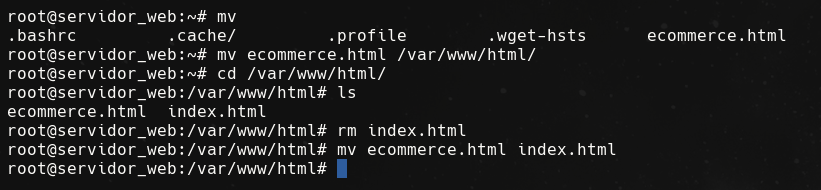 root@servidor_web:~# mv
.bashrc         .cache/         .profile        .wget-hsts      ecommerce.html
root@servidor_web:~# mv ecommerce.html /var/www/html/
root@servidor_web:~# cd /var/www/html/
root@servidor_web:/var/www/html# ls
ecommerce.html  index.html
root@servidor_web:/var/www/html# rm index.html
root@servidor_web:/var/www/html# mv ecommerce.html index.html
root@servidor_web:/var/www/html#